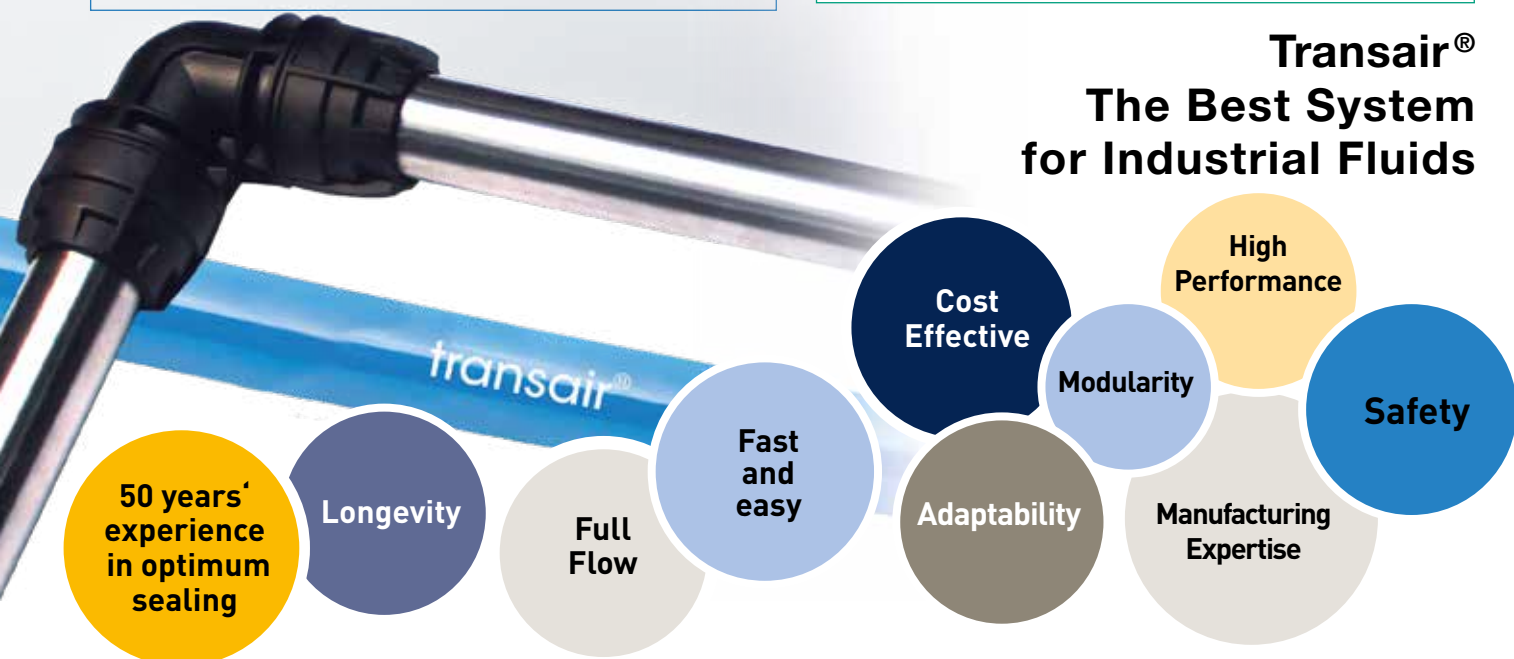 Transair®
The Best System
for Industrial Fluids
transair®
High
Performance
Cost
Effective
Modularity
Safety
Fast
and
easy
50 years‘
experience
in optimum
sealing
Longevity
Full
Flow
Adaptability
Manufacturing
Expertise